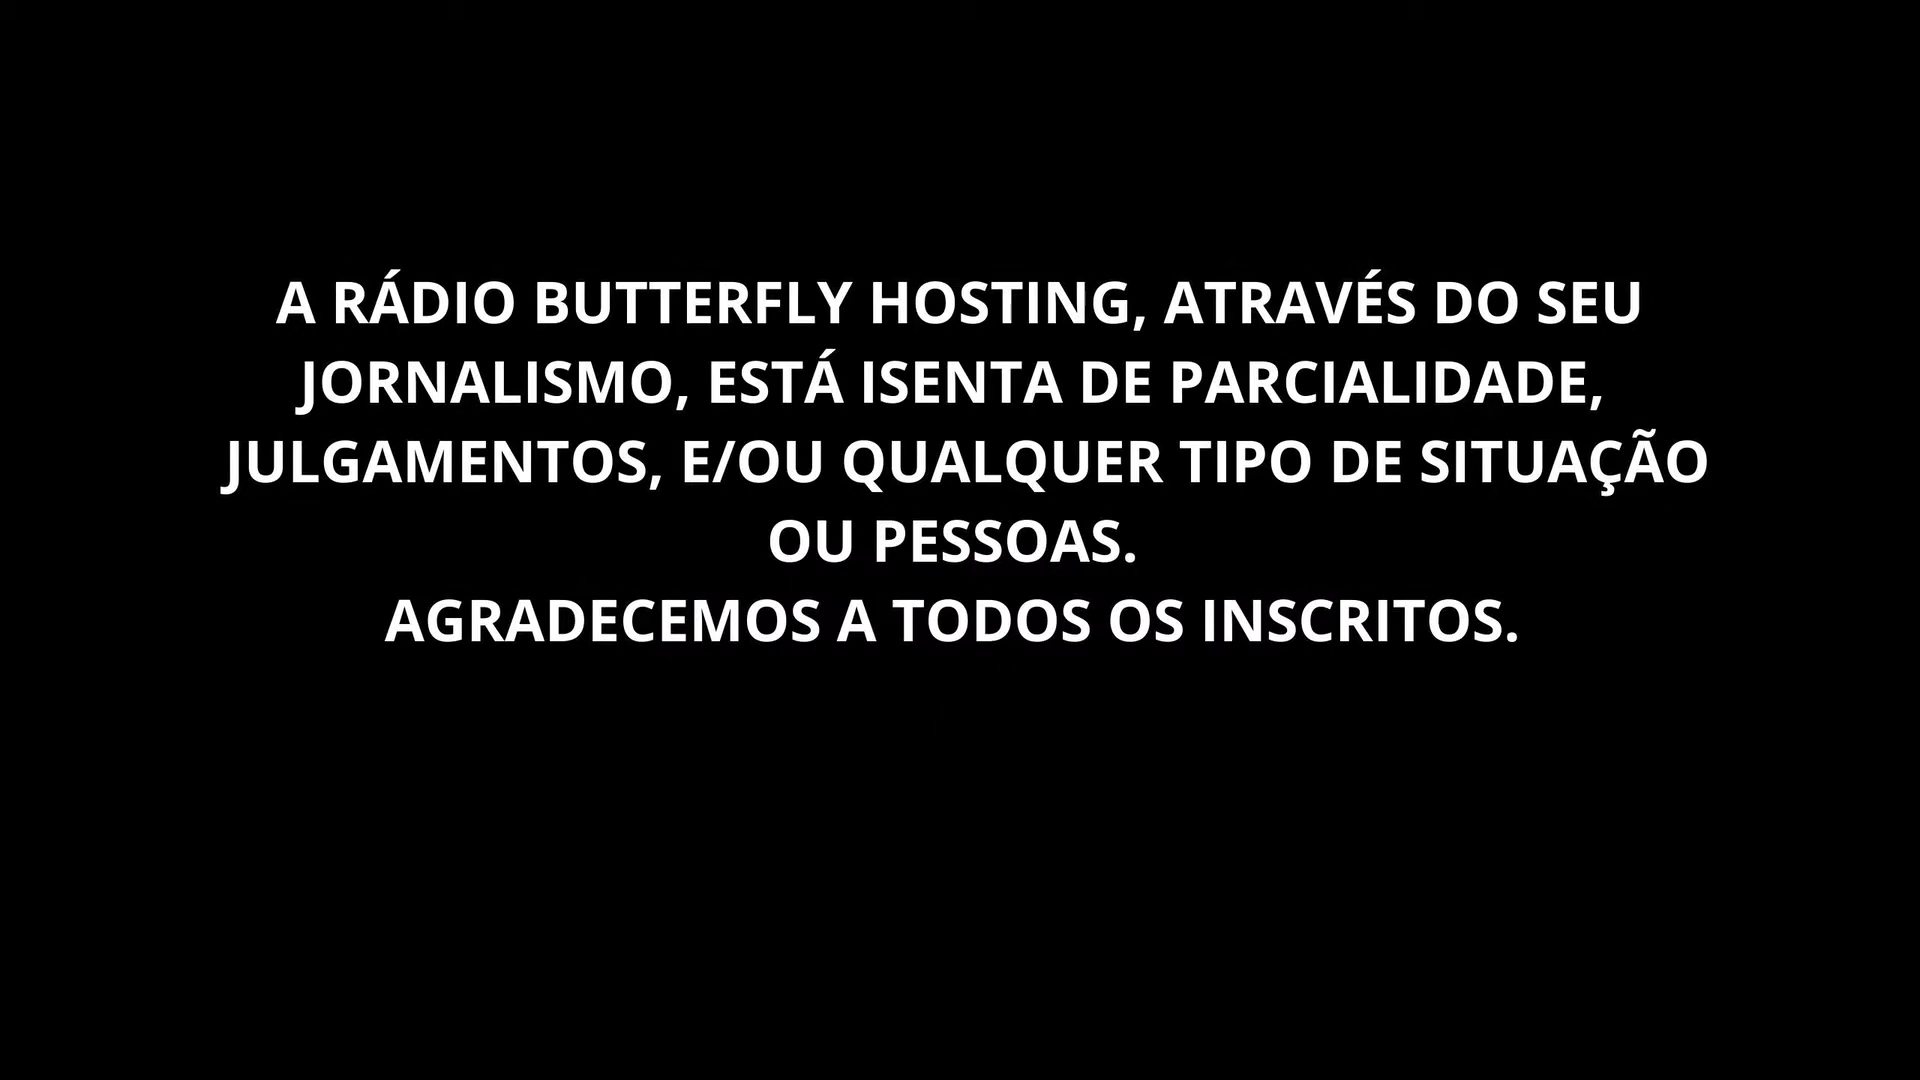 A RÁDIO BUTTERFLY HOSTING, ATRAVÉS DO SEU
JORNALISMO, ESTÁ ISENTA DE PARCIALIDADE,
JULGAMENTOS, E/OU QUALQUER TIPO DE SITUAÇÃO
OU PESSOAS.
AGRADECEMOS A TODOS OS INSCRITOS.